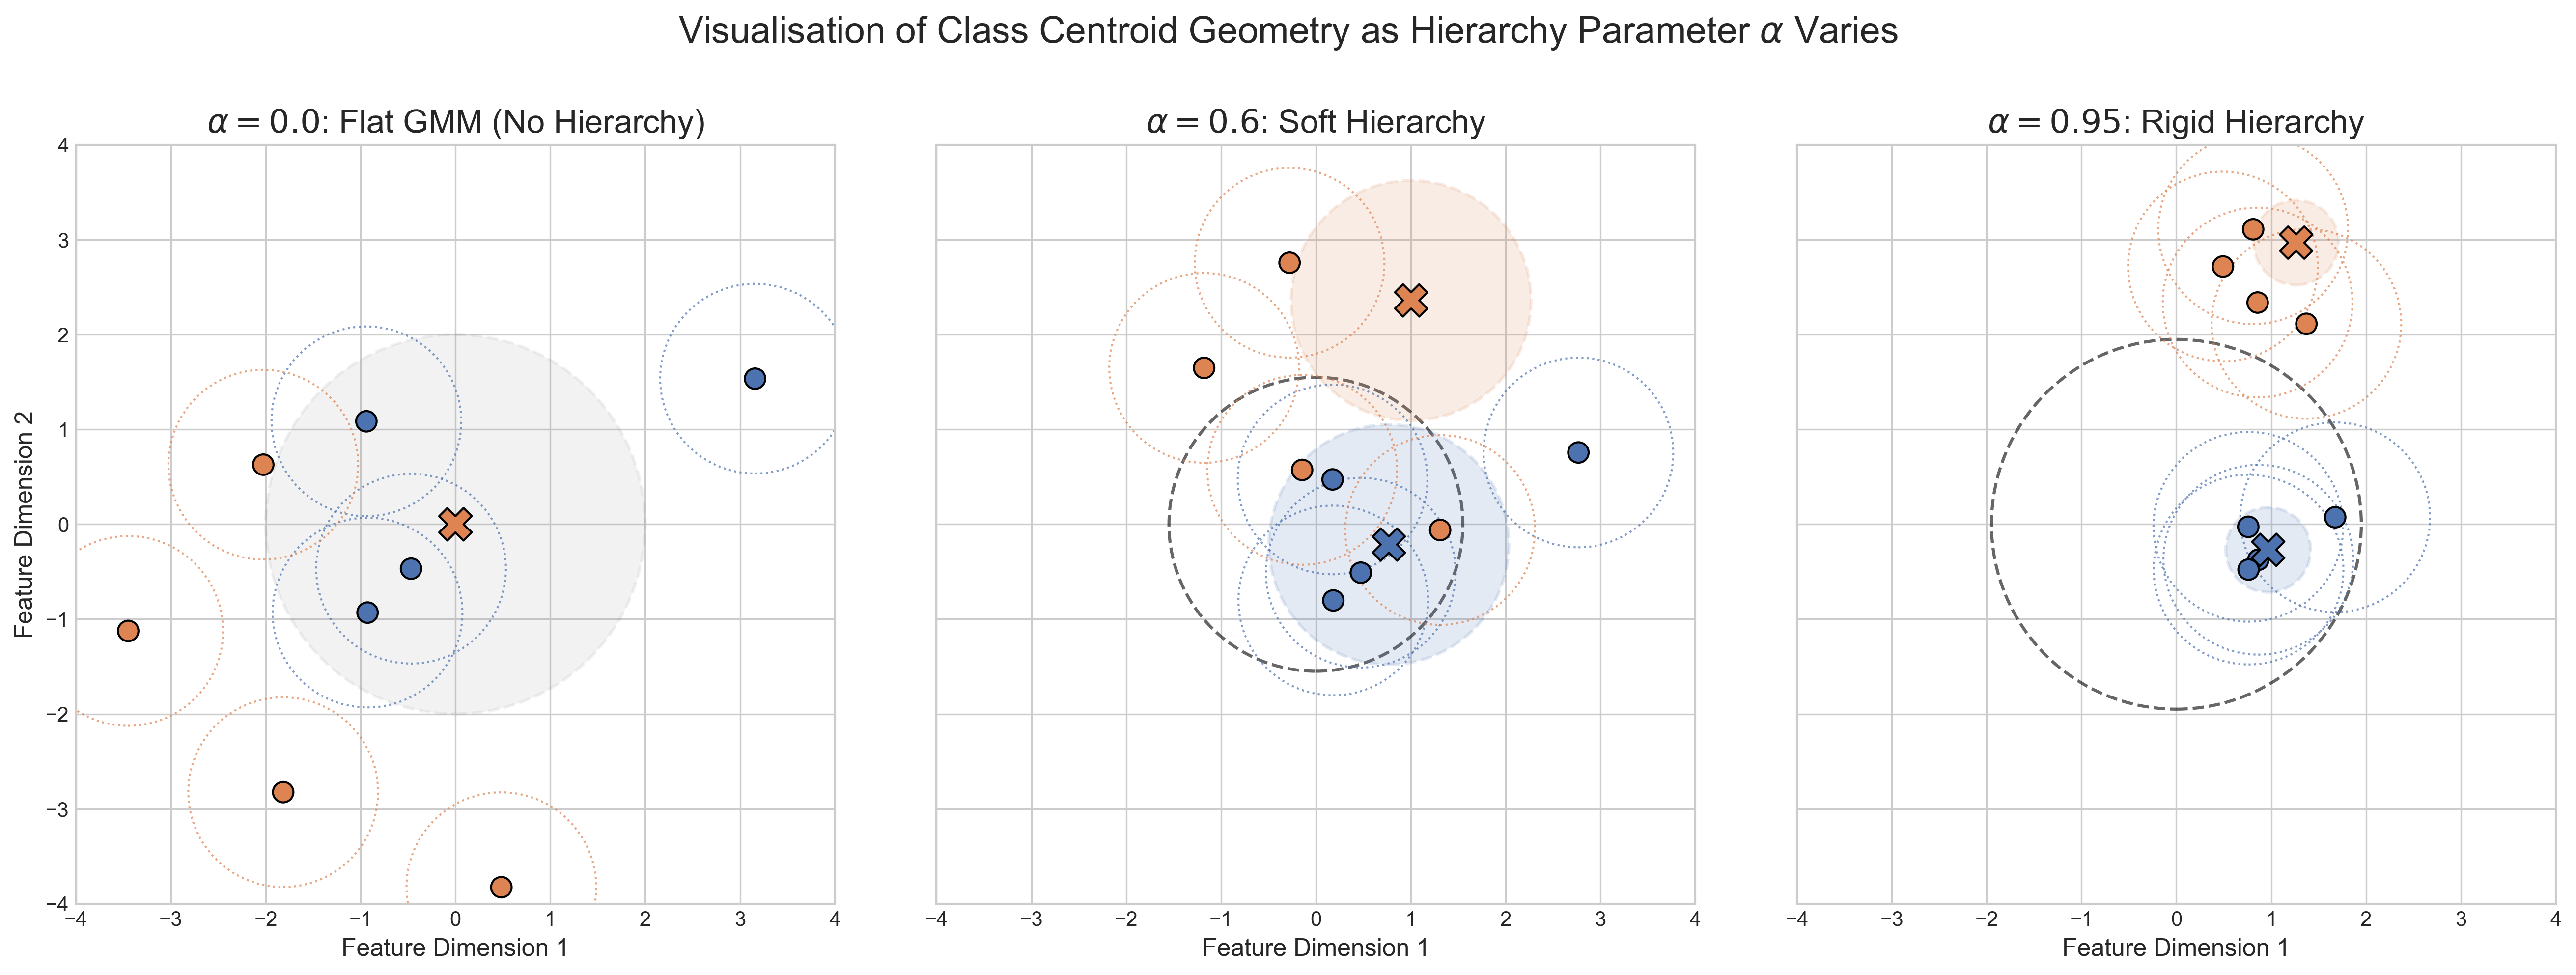 Visualisation of Class Centroid Geometry as Hierarchy Parameter α Varies
α = 0.0: Flat GMM (No Hierarchy)
α = 0.6: Soft Hierarchy
α = 0.95: Rigid Hierarchy
4
3
2
1
0
−1
−2
−3
−4
Feature Dimension 2
−4 −3 −2 −1 0 1 2 3 4
−4 −3 −2 −1 0 1 2 3 4
−4 −3 −2 −1 0 1 2 3 4
Feature Dimension 1
Feature Dimension 1
Feature Dimension 1